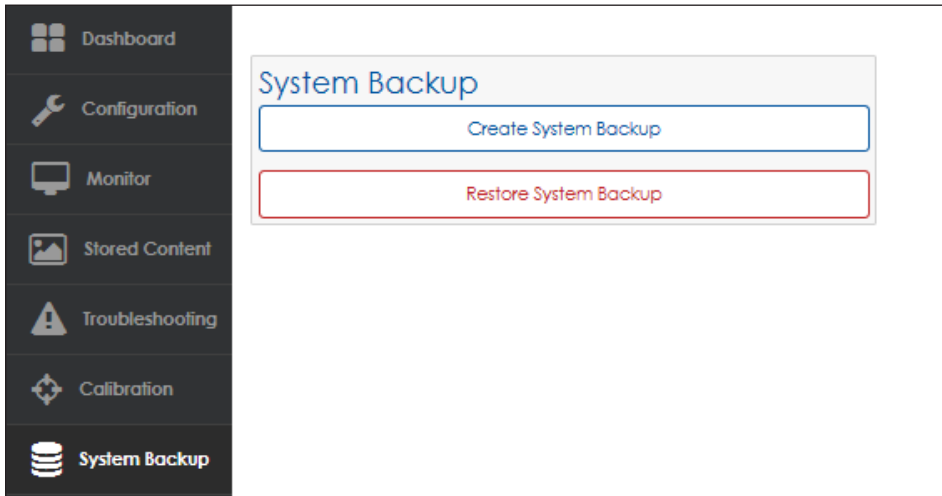 Dashboard
Configuration
Monitor
Stored Content
Troubleshooting
Calibration
System Backup
System Backup
Create System Backup
Restore System Backup